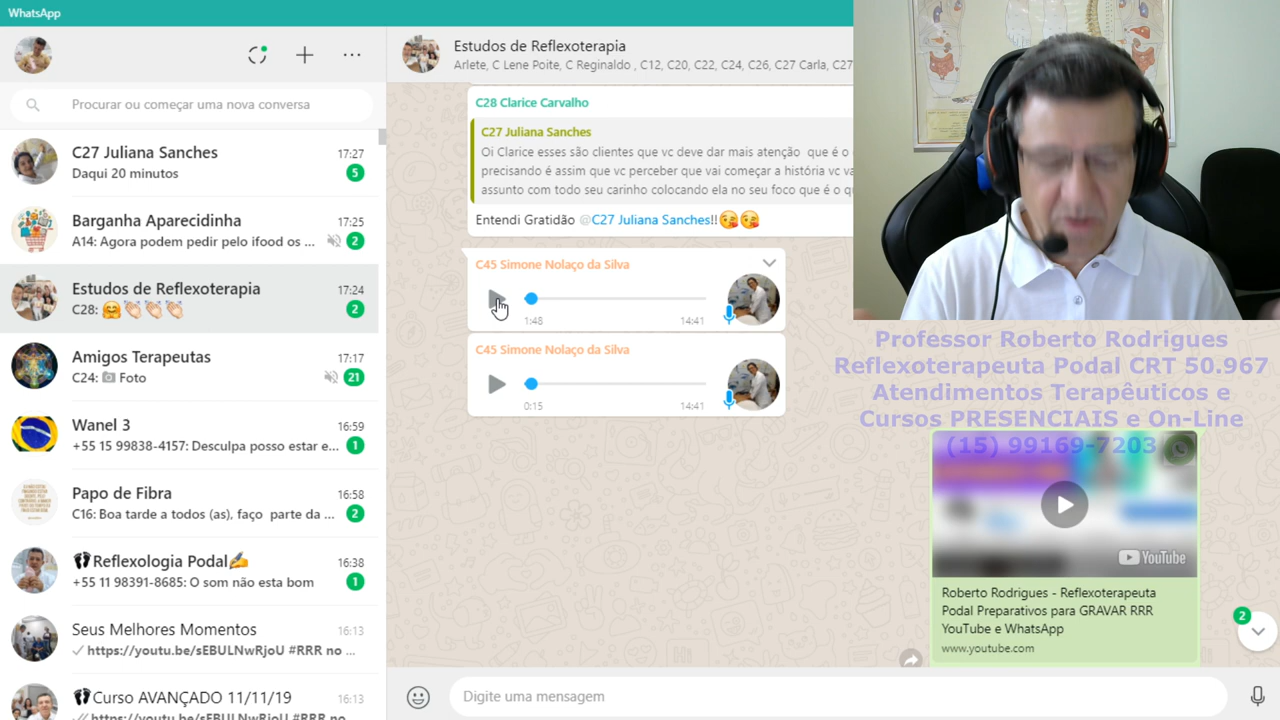 WhatsApp
Procurar ou começar uma nova conversa
C27 Juliana Sanches
17:27
Daqui 20 minutos
5
Barganha Aparecidinha
17:25
A14: Agora podem pedir pelo ifood os ...
2
Estudos de Reflexoterapia
17:24
C28: 🤗👏🏻👏🏻👏🏻
2
Amigos Terapeutas
17:17
C24: 📷 Foto
21
Wanel 3
16:59
+55 15 99838-4157: Desculpa posso estar e...
1
Papo de Fibra
16:58
C16: Boa tarde a todos (as), faço parte da ...
2
👣Reflexologia Podal✍
16:38
+55 11 98391-8685: O som não esta bom
1
Seus Melhores Momentos
16:13
https://youtu.be/sEBULNwRjoU #RRR no ...
👣Curso AVANÇADO 11/11/19
16:13
https://youtu.be/sEBULNwRjoU #RRR no
Estudos de Reflexoterapia
Arlete, C Lene Poite, C Reginaldo , C12, C20, C22, C24, C26, C27 Carla, C27
C28 Clarice Carvalho
C27 Juliana Sanches
Oi Clarice esses são clientes que vc deve dar mais atenção que é o
precisando é assim que vc perceber que vai começar a história vc va
assunto com todo seu carinho colocando ela no seu foco que é o qu
Entendi Gratidão @C27 Juliana Sanches!!😘😘
C45 Simone Nolaço da Silva
1:48
14:41
C45 Simone Nolaço da Silva
0:15
14:41
Professor Roberto Rodrigues
Reflexoterapeuta Podal CRT 50.967
Atendimentos Terapêuticos e
Cursos PRESENCIAIS e On-Line
(15) 99169-7203
YouTube
Roberto Rodrigues - Reflexoterapeuta
Podal Preparativos para GRAVAR RRR
YouTube e WhatsApp
www.youtube.com
2
Digite uma mensagem